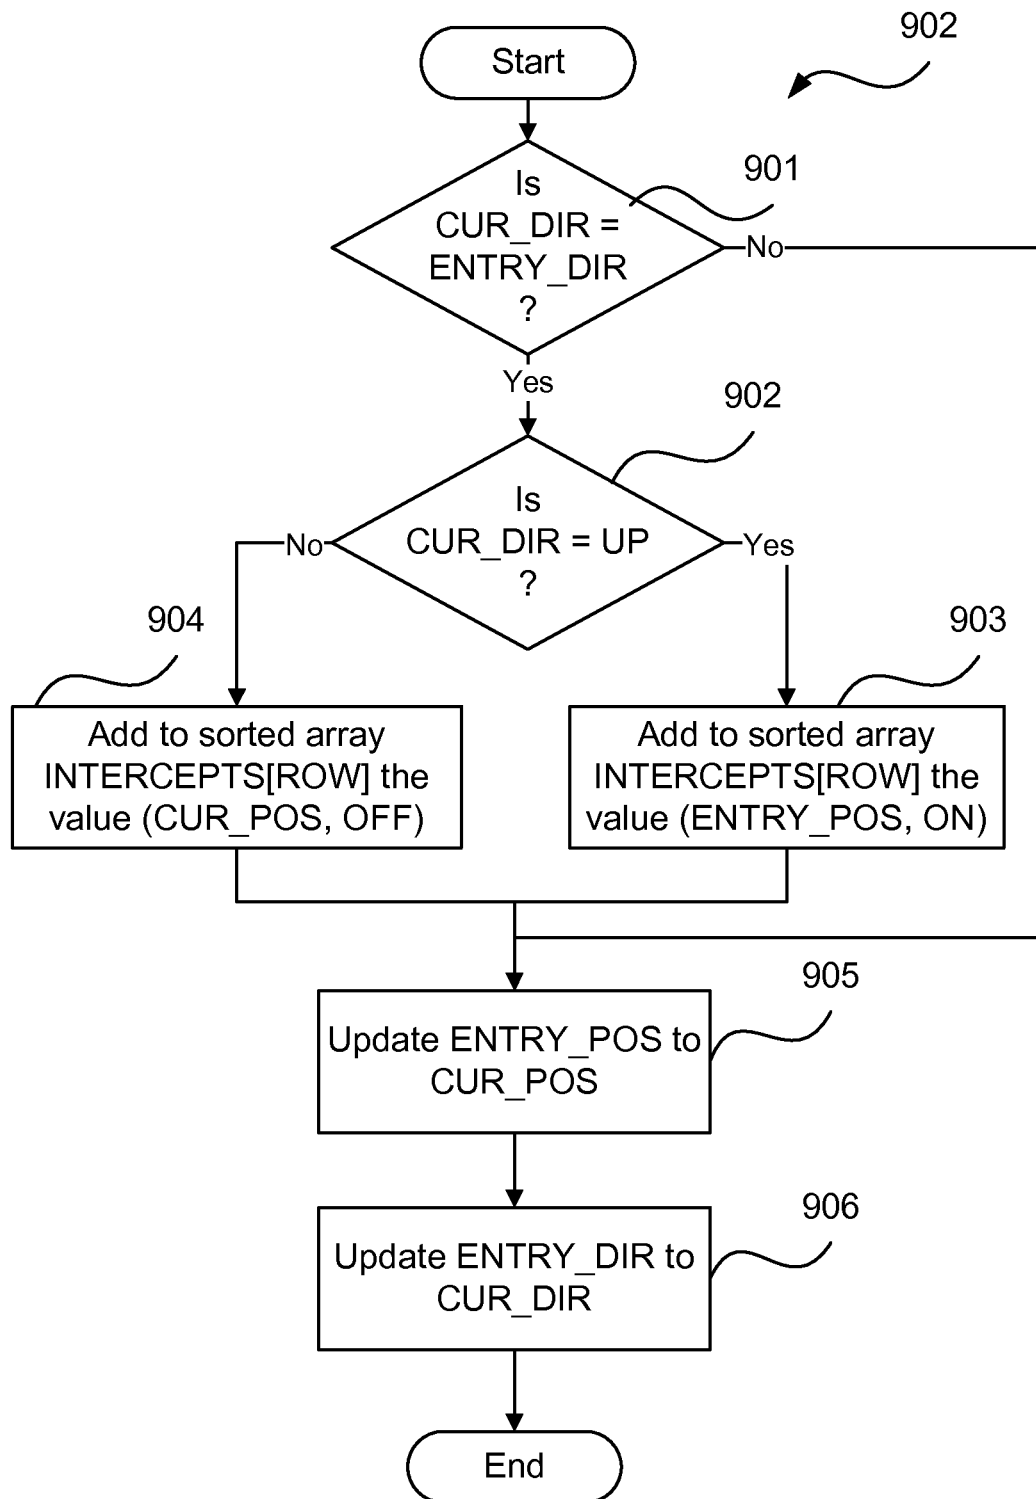 902
Start
901
Is
CUR_DIR =
ENTRY_DIR
?
No
Yes
902
Is
CUR_DIR = UP
?
No
Yes
904
903
Add to sorted array
INTERCEPTS[ROW] the
value (CUR_POS, OFF)
Add to sorted array
INTERCEPTS[ROW] the
value (ENTRY_POS, ON)
905
Update ENTRY_POS to
CUR_POS
906
Update ENTRY_DIR to
CUR_DIR
End